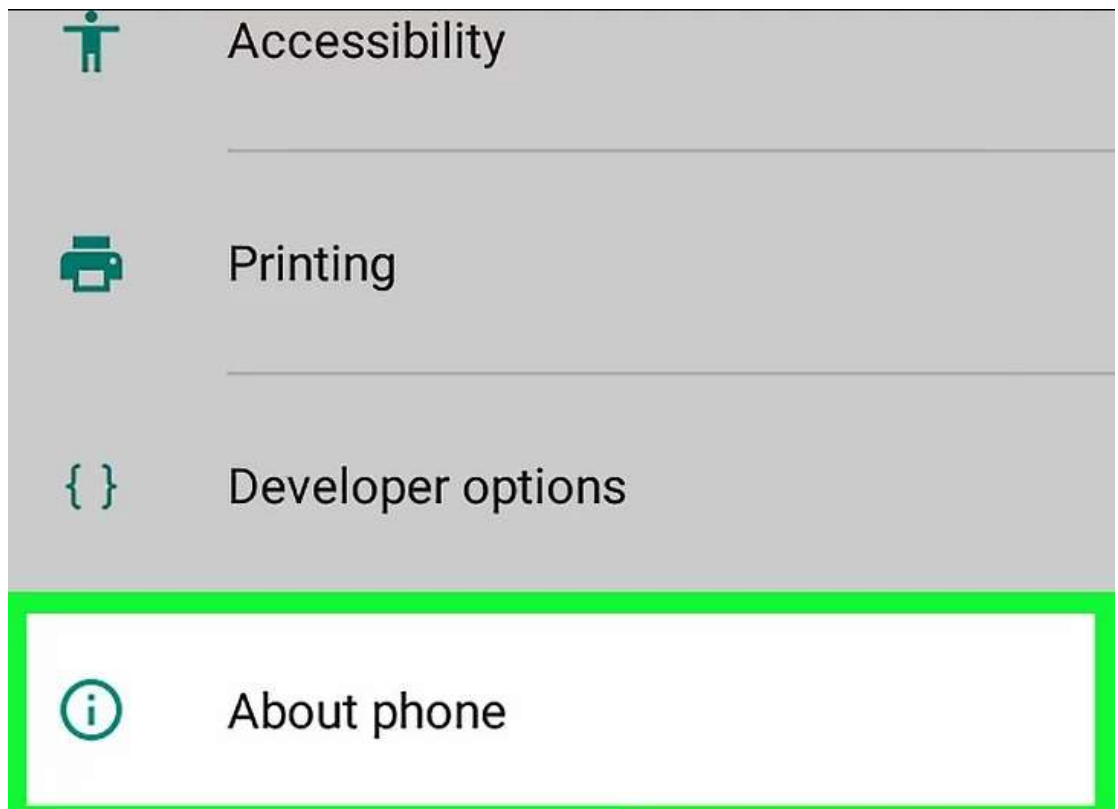 Accessibility
Printing
{ } Developer options
About phone